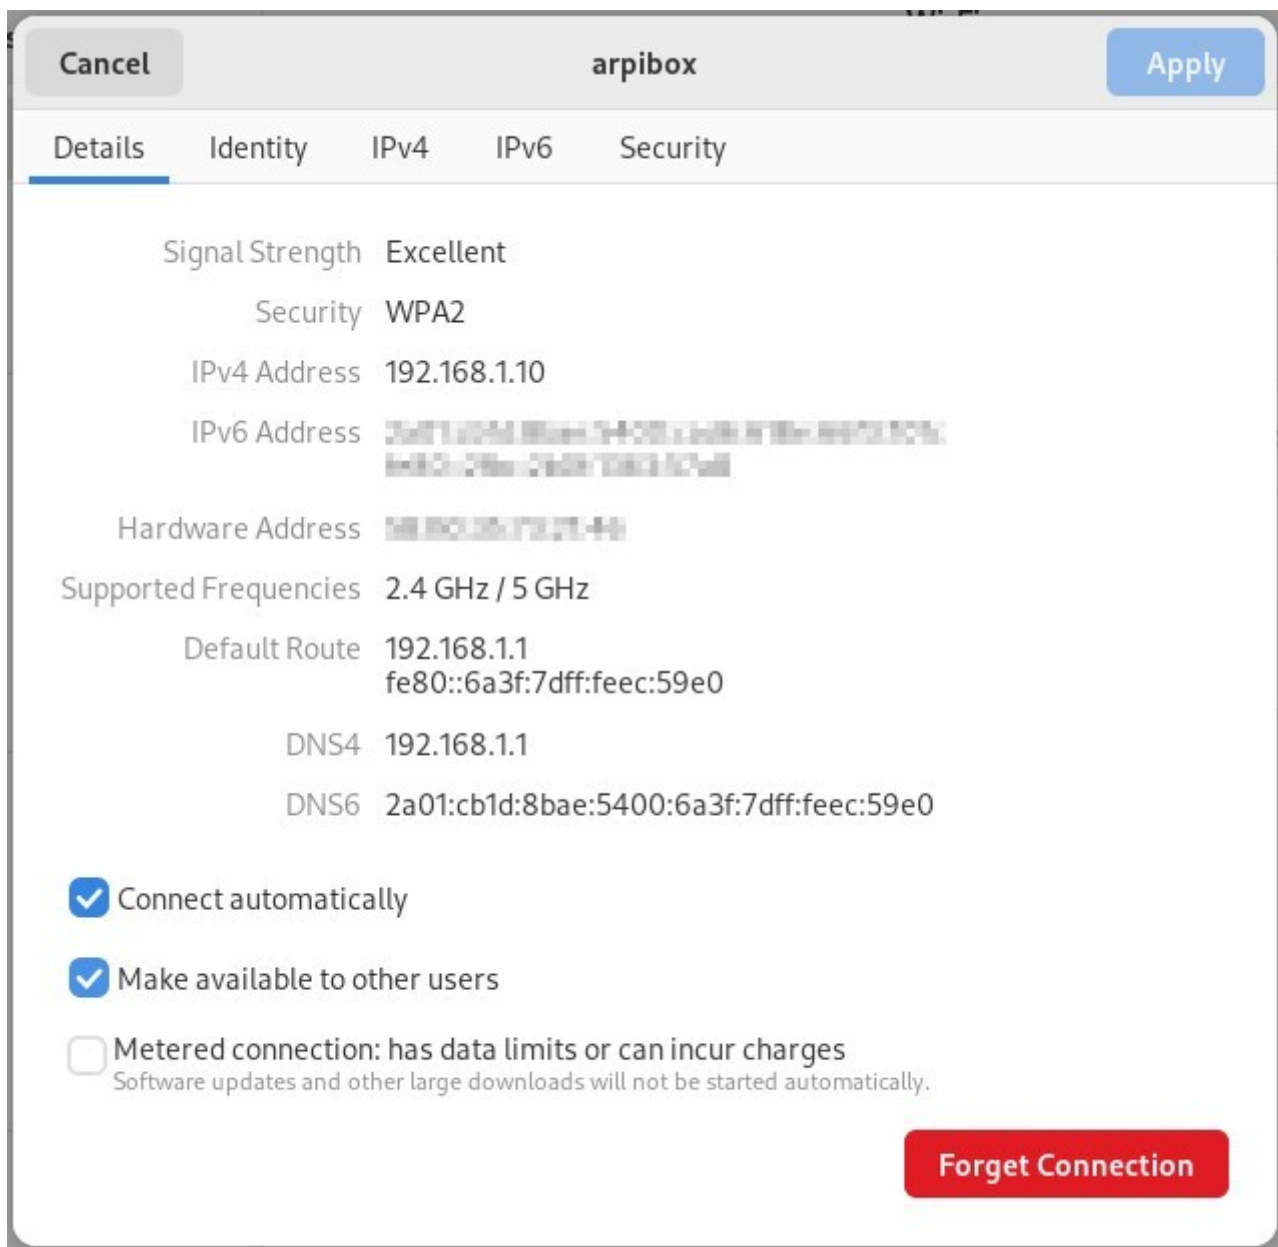 Cancel arpibox Apply
Details Identity IPv4 IPv6 Security
Signal Strength Excellent
Security WPA2
IPv4 Address 192.168.1.10
IPv6 Address
Hardware Address
Supported Frequencies 2.4 GHz / 5 GHz
Default Route 192.168.1.1
fe80::6a3f:7dff:feec:59e0
DNS4 192.168.1.1
DNS6 2a01:cb1d:8bae:5400:6a3f:7dff:feec:59e0
Connect automatically
Make available to other users
Metered connection: has data limits or can incur charges
Software updates and other large downloads will not be started automatically.
Forget Connection